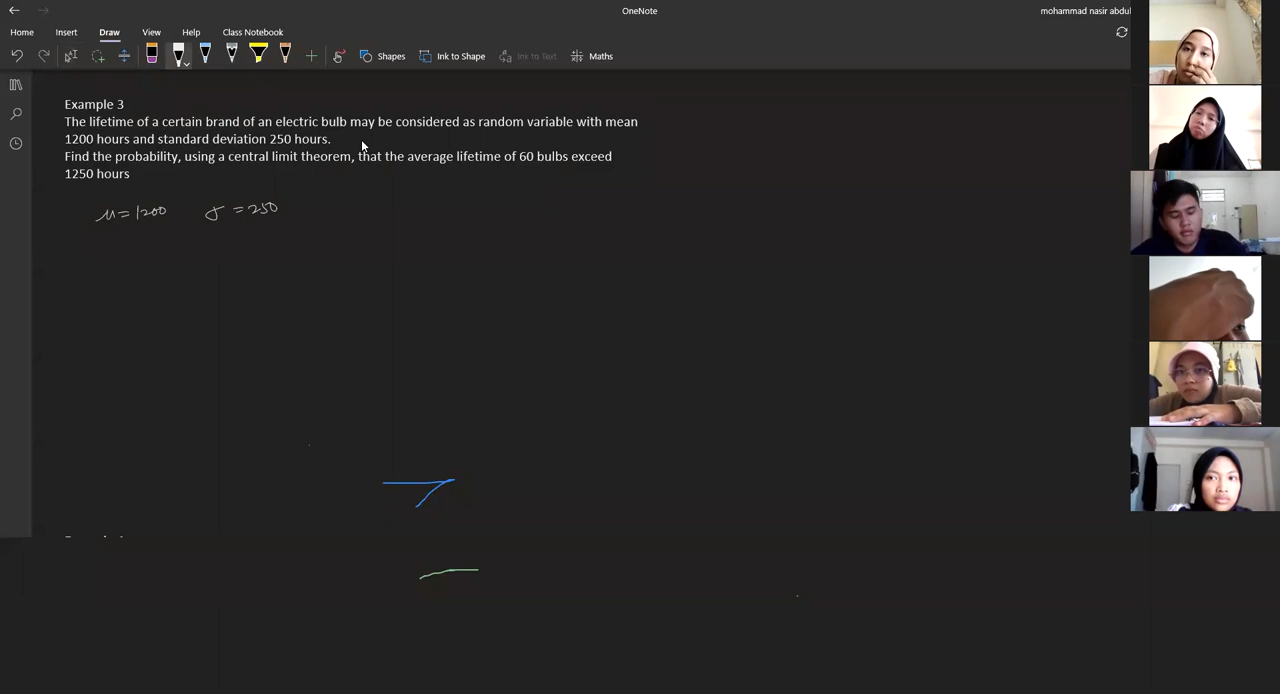 OneNote
mohammad nasir abdul
Home Insert Draw View Help Class Notebook
Shapes Ink to Shape Ink to Text Maths
Example 3
The lifetime of a certain brand of an electric bulb may be considered as random variable with mean
1200 hours and standard deviation 250 hours.
Find the probability, using a central limit theorem, that the average lifetime of 60 bulbs exceed
1250 hours
μ = 1200 σ = 250